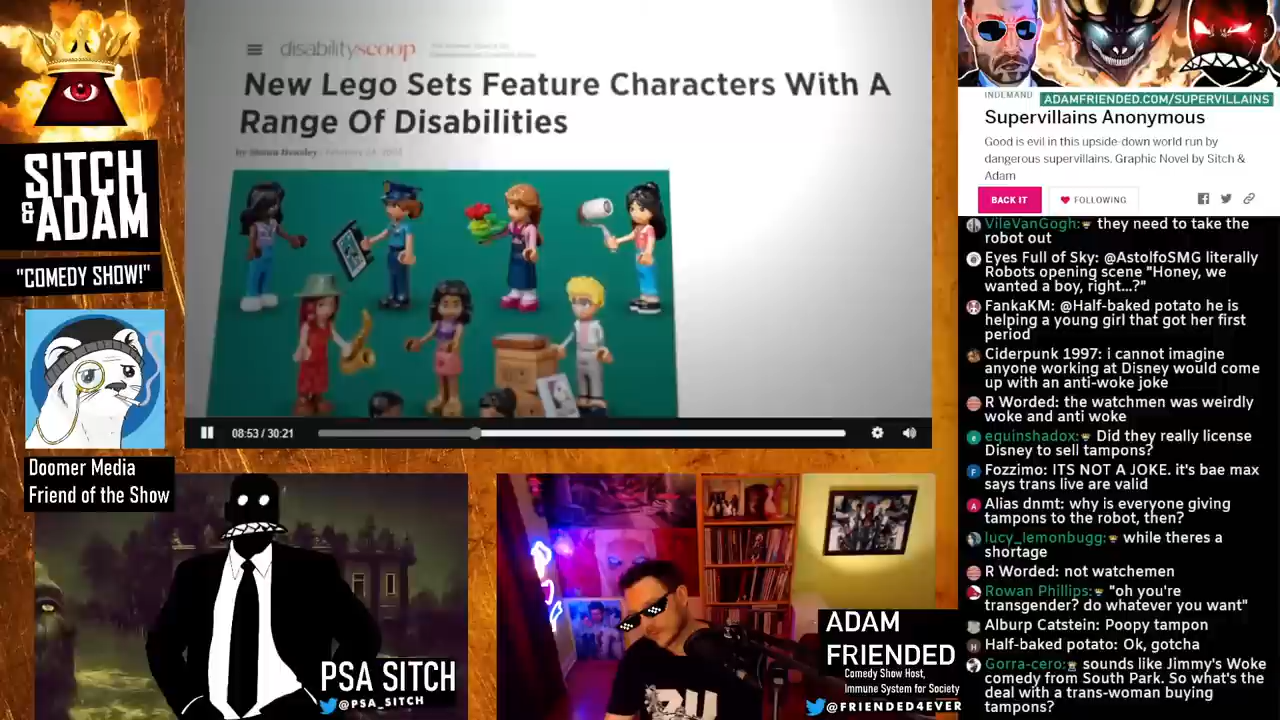 SITCH
& ADAM
"COMEDY SHOW!"
Doomer Media
Friend of the Show
disabilityscoop
New Lego Sets Feature Characters With A
Range Of Disabilities
08:53 / 30:21
PSA SITCH
@PSA_SITCH
ADAM
FRIENDED
Comedy Show Host,
Immune System for Society
@FRIENDED4EVER
INDEMAND
ADAMFRIENDED.COM/SUPERVILLAINS
Supervillains Anonymous
Good is evil in this upside-down world run by
dangerous supervillains. Graphic Novel by Sitch &
Adam
BACK IT
FOLLOWING
VileVanGogh: they need to take the
robot out
Eyes Full of Sky: @AstolfoSMG literally
Robots opening scene "Honey, we
wanted a boy, right...?"
FankaKM: @Half-baked potato he is
helping a young girl that got her first
period
Ciderpunk 1997: i cannot imagine
anyone working at Disney would come
up with an anti-woke joke
R Worded: the watchmen was weirdly
woke and anti woke
equinshadox: Did they really license
Disney to sell tampons?
Fozzimo: ITS NOT A JOKE. it's bae max
says trans live are valid
Alias dnmt: why is everyone giving
tampons to the robot, then?
lucy_lemonbugg: while theres a
shortage
R Worded: not watchemen
Rowan Phillips: "oh you're
transgender? do whatever you want"
Alburp Catstein: Poopy tampon
Half-baked potato: Ok, gotcha
Gorra-cero: sounds like Jimmy's Woke
comedy from South Park. So what's the
deal with a trans-woman buying
tampons?